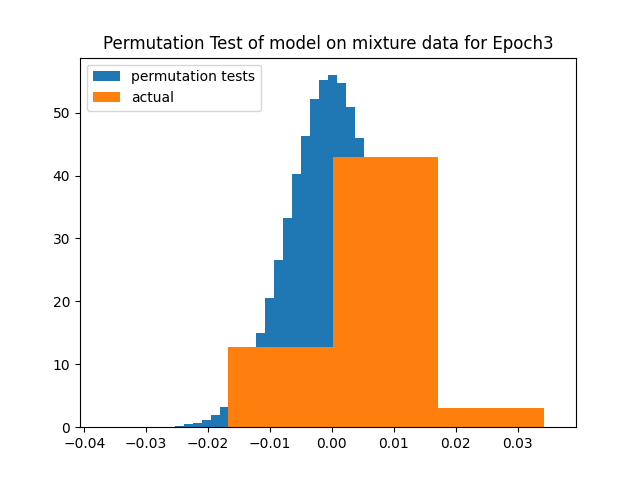 Permutation Test of model on mixture data for Epoch3
permutation tests
actual
50
40
30
20
10
0
−0.04 −0.03 −0.02 −0.01 0.00 0.01 0.02 0.03